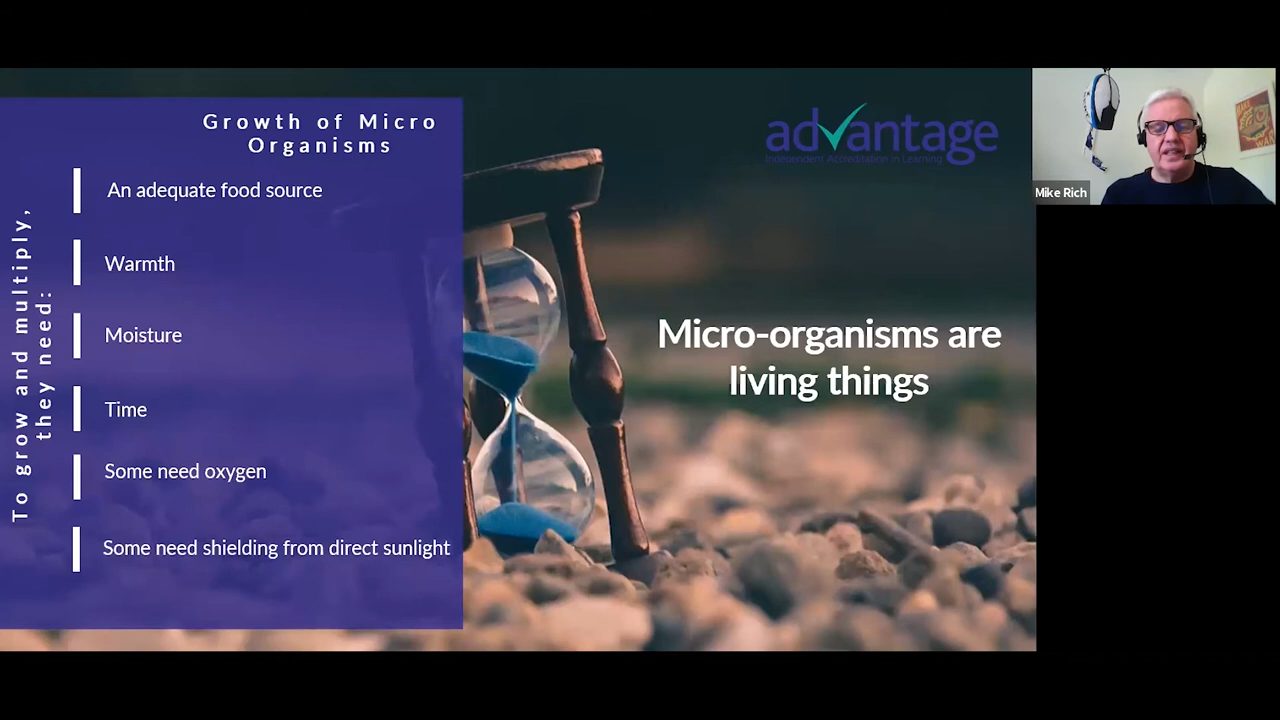 Growth of Micro
Organisms
To grow and multiply,
they need:
An adequate food source
Warmth
Moisture
Time
Some need oxygen
Some need shielding from direct sunlight
advantage
Independent Accreditation in Learning
Micro-organisms are
living things
Mike Rich